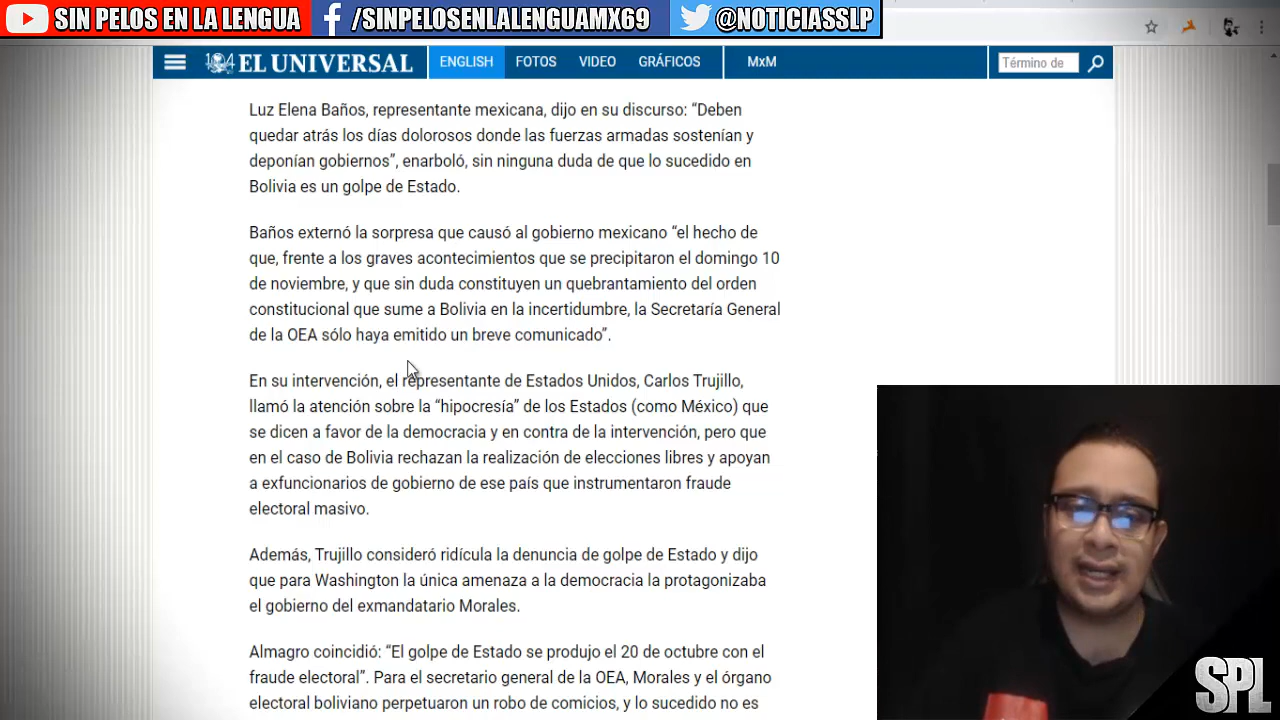 SIN PELOS EN LA LENGUA
/SINPELOSENLALENGUAMX69
@NOTICIASSLP
104 EL UNIVERSAL
ENGLISH
FOTOS
VIDEO
GRÁFICOS
MxM
Término de
Luz Elena Baños, representante mexicana, dijo en su discurso: “Deben
quedar atrás los días dolorosos donde las fuerzas armadas sostenían y
deponían gobiernos”, enarboló, sin ninguna duda de que lo sucedido en
Bolivia es un golpe de Estado.
Baños externó la sorpresa que causó al gobierno mexicano “el hecho de
que, frente a los graves acontecimientos que se precipitaron el domingo 10
de noviembre, y que sin duda constituyen un quebrantamiento del orden
constitucional que sume a Bolivia en la incertidumbre, la Secretaría General
de la OEA sólo haya emitido un breve comunicado”.
En su intervención, el representante de Estados Unidos, Carlos Trujillo,
llamó la atención sobre la “hipocresía” de los Estados (como México) que
se dicen a favor de la democracia y en contra de la intervención, pero que
en el caso de Bolivia rechazan la realización de elecciones libres y apoyan
a exfuncionarios de gobierno de ese país que instrumentaron fraude
electoral masivo.
Además, Trujillo consideró ridícula la denuncia de golpe de Estado y dijo
que para Washington la única amenaza a la democracia la protagonizaba
el gobierno del exmandatario Morales.
Almagro coincidió: “El golpe de Estado se produjo el 20 de octubre con el
fraude electoral”. Para el secretario general de la OEA, Morales y el órgano
electoral boliviano perpetuaron un robo de comicios, y lo sucedido no es
SPL